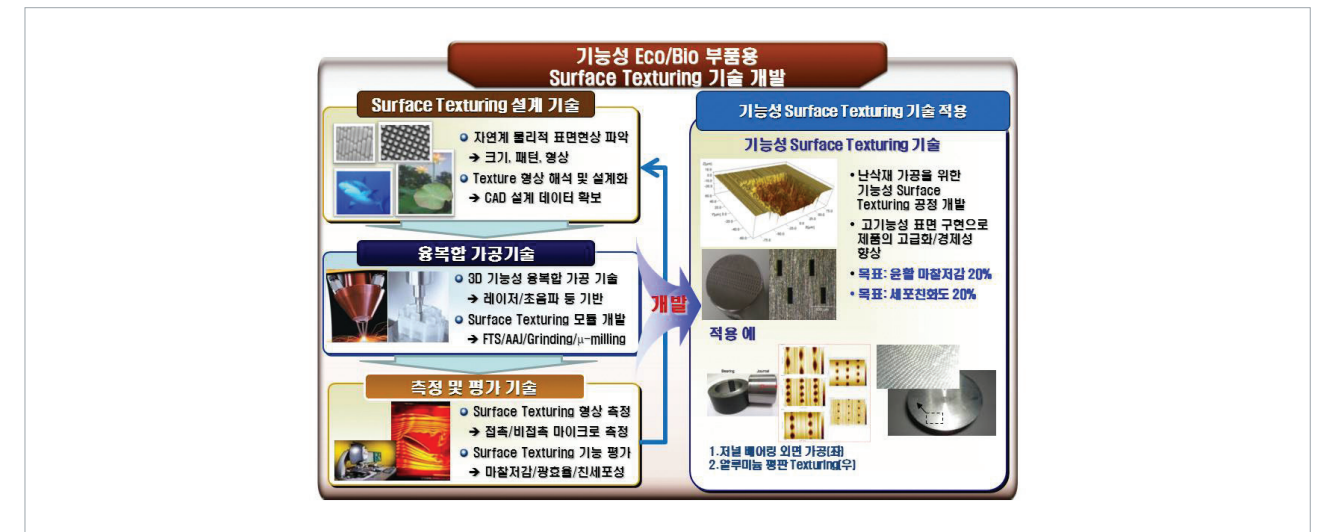 기능성 Eco/Bio 부품용
Surface Texturing 기술 개발
Surface Texturing 설계 기술
자연계 물리적 표면현상 파악
→ 크기, 패턴, 형상
Texture 형상 해석 및 설계화
→ CAD 설계 데이터 확보
융복합 가공기술
3D 기능성 융복합 가공 기술
→ 레이저/초음파 등 기반
Surface Texturing 모듈 개발
→ FTS/AAJ/Grinding/μ-milling
측정 및 평가 기술
Surface Texturing 형상 측정
→ 접촉/비접촉 마이크로 측정
Surface Texturing 기능 평가
→ 마찰저감/광효율/친세포성
개발
기능성 Surface Texturing 기술 적용
기능성 Surface Texturing 기술
• 난삭재 가공을 위한
기능성 Surface
Texturing 공정 개발
• 고기능성 표면 구현으로
제품의 고급화/경제성
향상
• 목표: 윤활 마찰저감 20%
• 목표: 세포친화도 20%
적용 예
Bearing
Journal
1.저널 베어링 외면 가공(좌)
2.알루미늄 평판 Texturing(우)